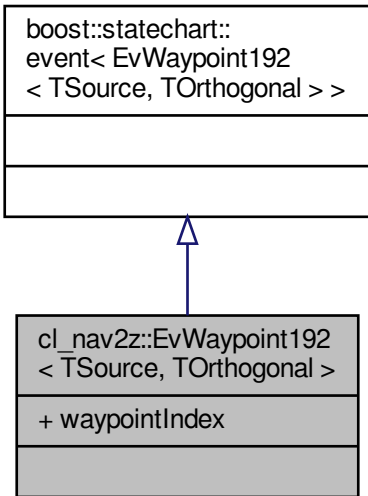 boost::statechart::
event< EvWaypoint192
< TSource, TOrthogonal > >
cl_nav2z::EvWaypoint192
< TSource, TOrthogonal >
+ waypointIndex